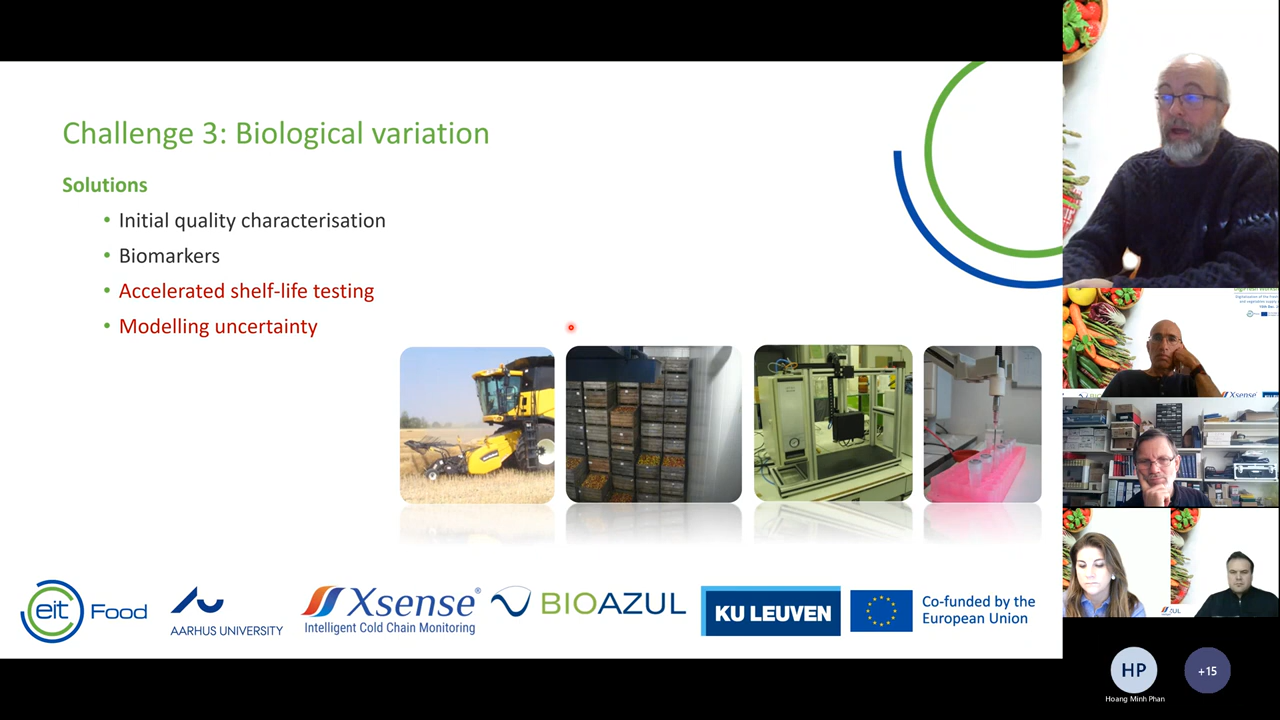 Challenge 3: Biological variation
Solutions
• Initial quality characterisation
• Biomarkers
• Accelerated shelf-life testing
• Modelling uncertainty
eit Food
AARHUS UNIVERSITY
Xsense®
Intelligent Cold Chain Monitoring
BIOAZUL
KU LEUVEN
Co-funded by the
European Union
Xsense
HP
+15
Hoang Minh Phan